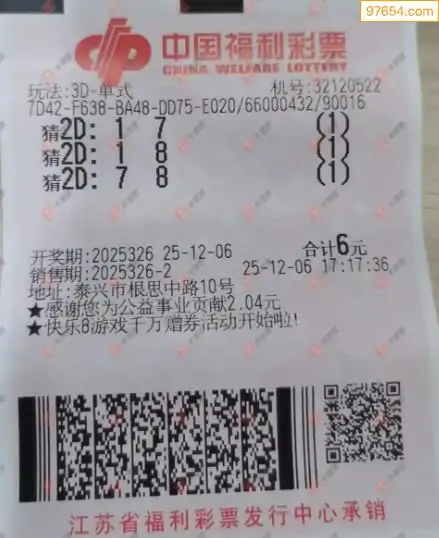 97654.com
中国福利彩票
CHINA WELFARE LOTTERY
玩法:3D-单式 机号:32120522
7D42-F638-BA48-DD75-E020/66000432/90016
猜2D: 1 7 (1)
猜2D: 1 8 (1)
猜2D: 7 8 (1)
合计6元
开奖期:2025326 25-12-06
销售期:2025326-2 25-12-06 17:17:36
地址:泰兴市根思中路10号
★感谢您为公益事业贡献2.04元
★快乐8游戏千万赠券活动开始啦!
江苏省福利彩票发行中心承销